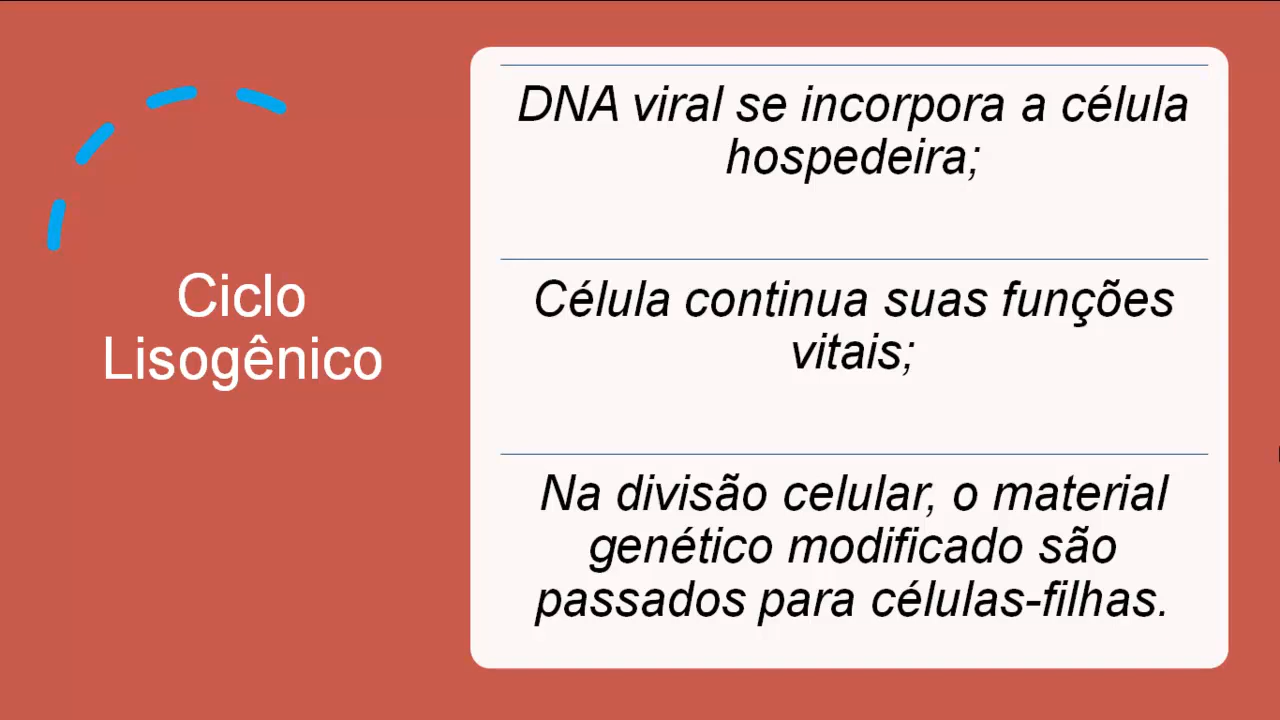 Ciclo
Lisogênico
DNA viral se incorpora a célula
hospedeira;
Célula continua suas funções
vitais;
Na divisão celular, o material
genético modificado são
passados para células-filhas.